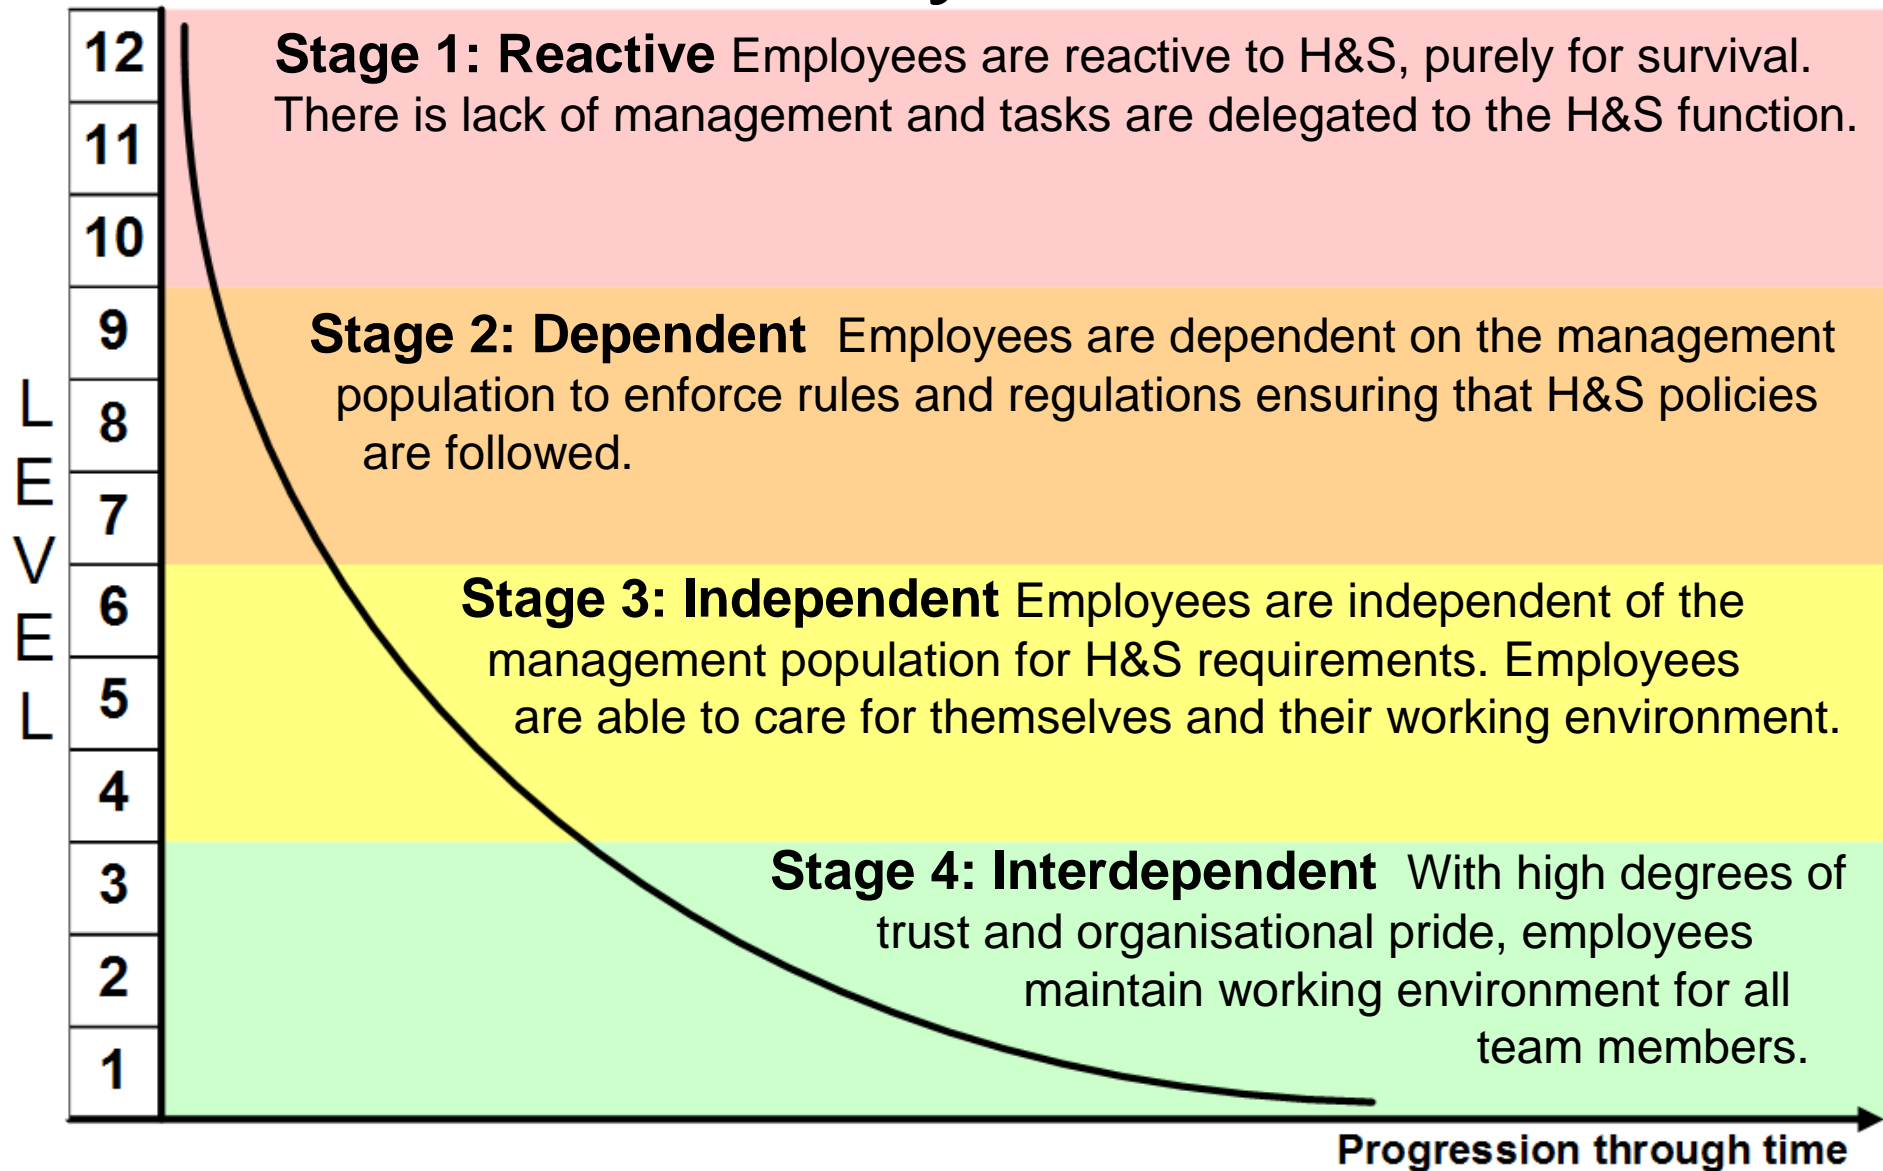 12
11
10
9
8
7
6
5
4
3
2
1
LEVEL
Stage 1: Reactive Employees are reactive to H&S, purely for survival.
There is lack of management and tasks are delegated to the H&S function.
Stage 2: Dependent Employees are dependent on the management
population to enforce rules and regulations ensuring that H&S policies
are followed.
Stage 3: Independent Employees are independent of the
management population for H&S requirements. Employees
are able to care for themselves and their working environment.
Stage 4: Interdependent With high degrees of
trust and organisational pride, employees
maintain working environment for all
team members.
Progression through time